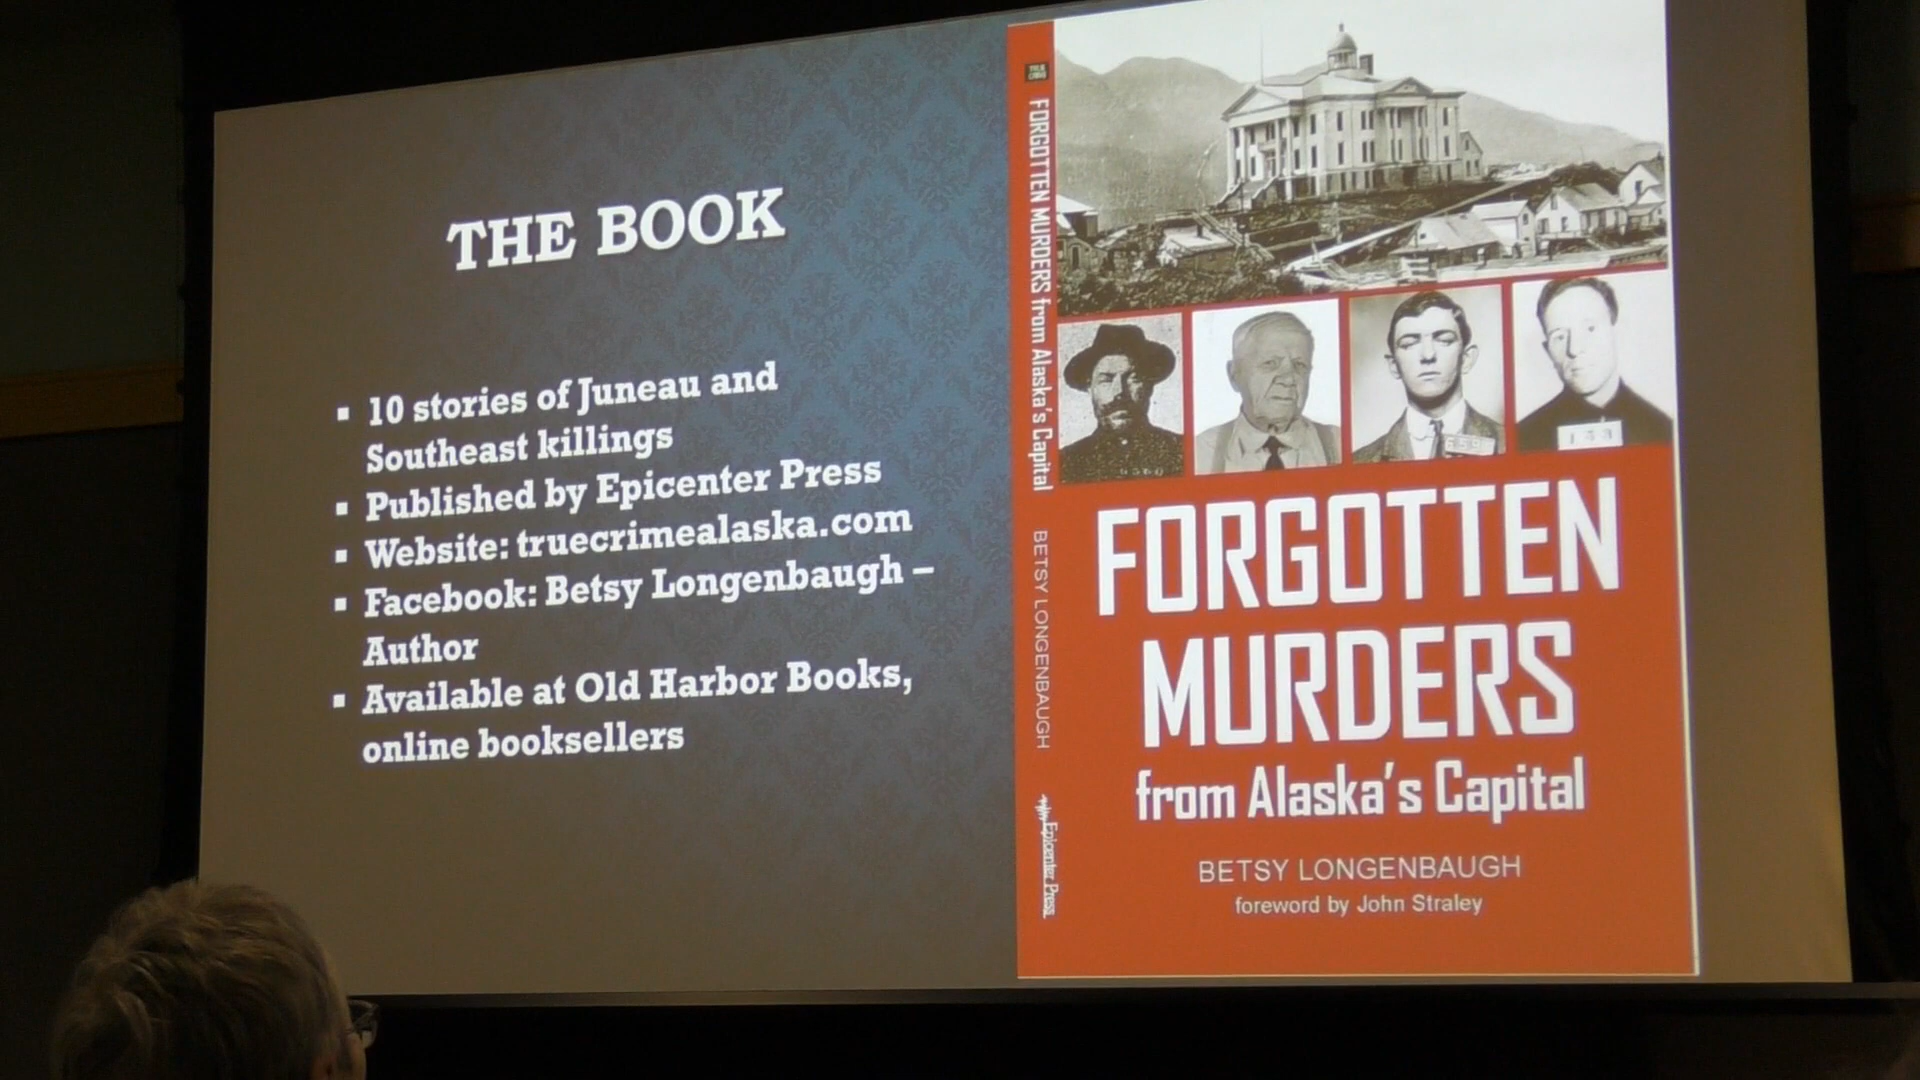 THE BOOK
10 stories of Juneau and
Southeast killings
Published by Epicenter Press
Website: truecrimealaska.com
Facebook: Betsy Longenbaugh –
Author
Available at Old Harbor Books,
online booksellers
FORGOTTEN MURDERS from Alaska's Capital
BETSY LONGENBAUGH
Epicenter Press
FORGOTTEN
MURDERS
from Alaska's Capital
BETSY LONGENBAUGH
foreword by John Straley